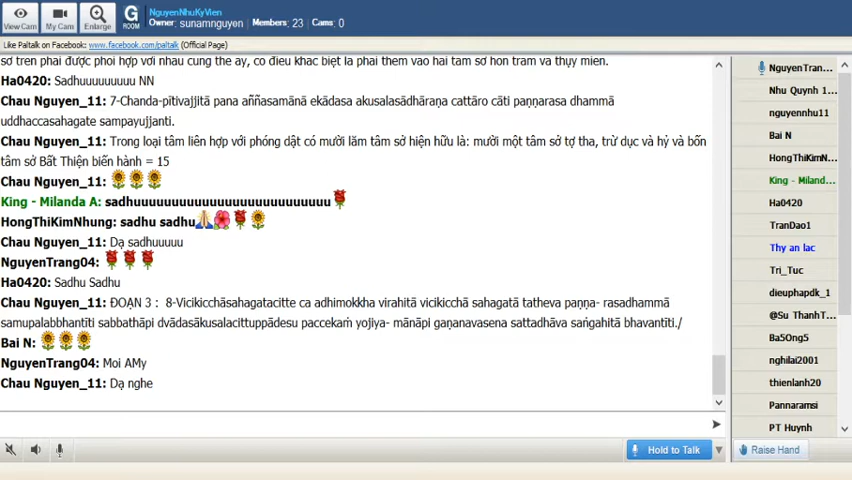 View Cam
My Cam
Enlarge
G
ROOM
NguyenNhuKyVien
Owner: sunamnguyen Members: 23 Cams: 0
Like Paltalk on Facebook: www.facebook.com/paltalk (Official Page)
sở trên phải được phối hợp với nhau cùng thế ấy, có điều khác biệt là phải thêm vào hai tâm sở hôn trầm và thụy miên.
Ha0420: Sadhuuuuuuuuu NN
Chau Nguyen_11: 7-Chanda-pītivajjitā pana aññasamānā ekādasa akusalasādhāraṇa cattāro cāti paṇṇarasa dhammā
uddhaccasahagate sampayujjanti.
Chau Nguyen_11: Trong loại tâm liên hợp với phóng dật có mười lăm tâm sở hiện hữu là: mười một tâm sở tợ tha, trừ dục và hỷ và bốn
tâm sở Bất Thiện biến hành = 15
Chau Nguyen_11:
King - Milanda A: sadhuuuuuuuuuuuuuuuuuuuuuuuuuu
HongThiKimNhung: sadhu sadhu
Chau Nguyen_11: Dạ sadhuuuuu
NguyenTrang04:
Ha0420: Sadhu Sadhu
Chau Nguyen_11: ĐOẠN 3 : 8-Vicikicchāsahagatacitte ca adhimokkha virahitā vicikicchā sahagatā tatheva paṇṇa- rasadhammā
samupalabbhantīti sabbathāpi dvādasākusalacittuppādesu paccekaṁ yojiya- mānāpi gaṇanavasena sattadhāva saṅgahitā bhavantīti./
Bai N:
NguyenTrang04: Moi AMy
Chau Nguyen_11: Dạ nghe
Hold to Talk
NguyenTran...
Nhu Quynh 1...
nguyennhu11
Bai N
HongThiKimN...
King - Miland...
Ha0420
TranDao1
Thy an lac
Tri_Tuc
dieuphapdk_1
@Su ThanhT...
Ba5Ong5
nghilai2001
thienlanh20
Pannaramsi
PT Huynh
Raise Hand